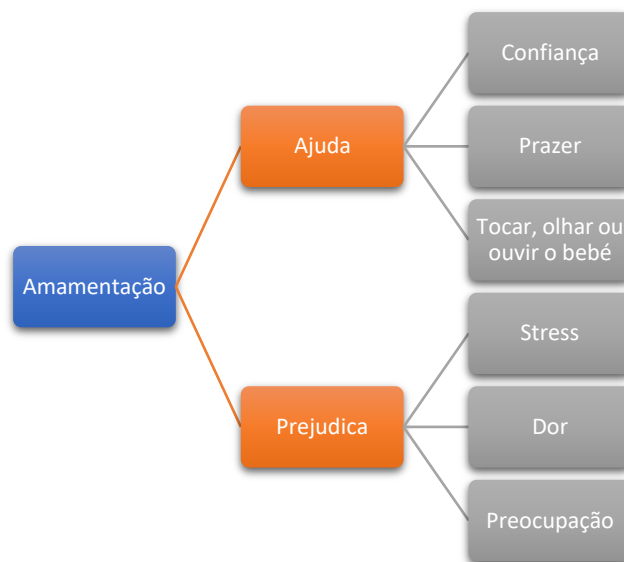 Amamentação
Ajuda
Confiança
Prazer
Tocar, olhar ou
ouvir o bebé
Prejudica
Stress
Dor
Preocupação